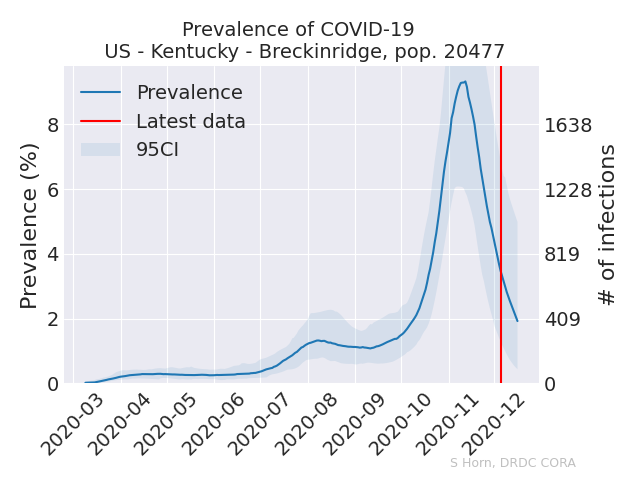 Prevalence of COVID-19
US - Kentucky - Breckinridge, pop. 20477
Prevalence
Latest data
95CI
Prevalence (%)
8
6
4
2
0
1638
1228
819
409
0
# of infections
2020-03
2020-04
2020-05
2020-06
2020-07
2020-08
2020-09
2020-10
2020-11
2020-12
S Horn, DRDC CORA